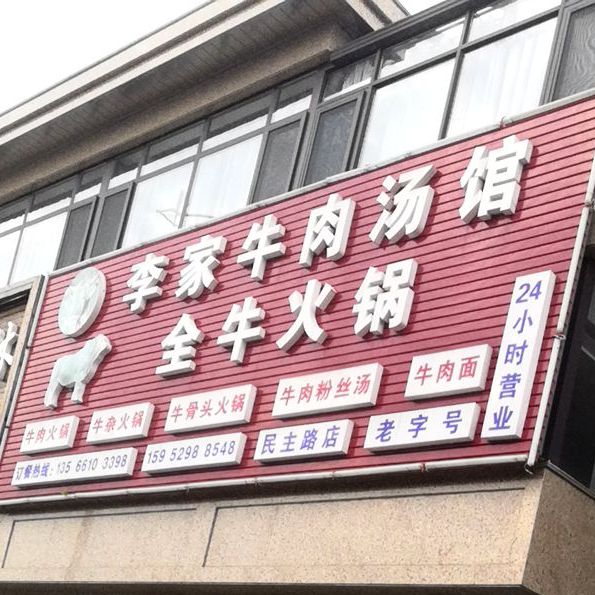 李家牛肉汤馆
全牛火锅
24小时营业
牛肉火锅
牛杂火锅
牛骨头火锅
牛肉粉丝汤
牛肉面
订餐热线:135 6610 3398
159 5298 8548
民主路店
老字号